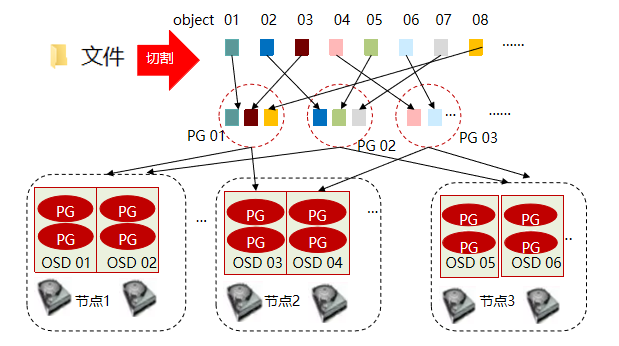 object 01 02 03 04 05 06 07 08 ······
文件
切割
··· ······
PG 01 PG 02 PG 03
PG PG PG PG PG PG
PG PG PG PG PG PG
OSD 01 OSD 02 ··· OSD 03 OSD 04 ··· OSD 05 OSD 06 ··
节点1 节点2 节点3